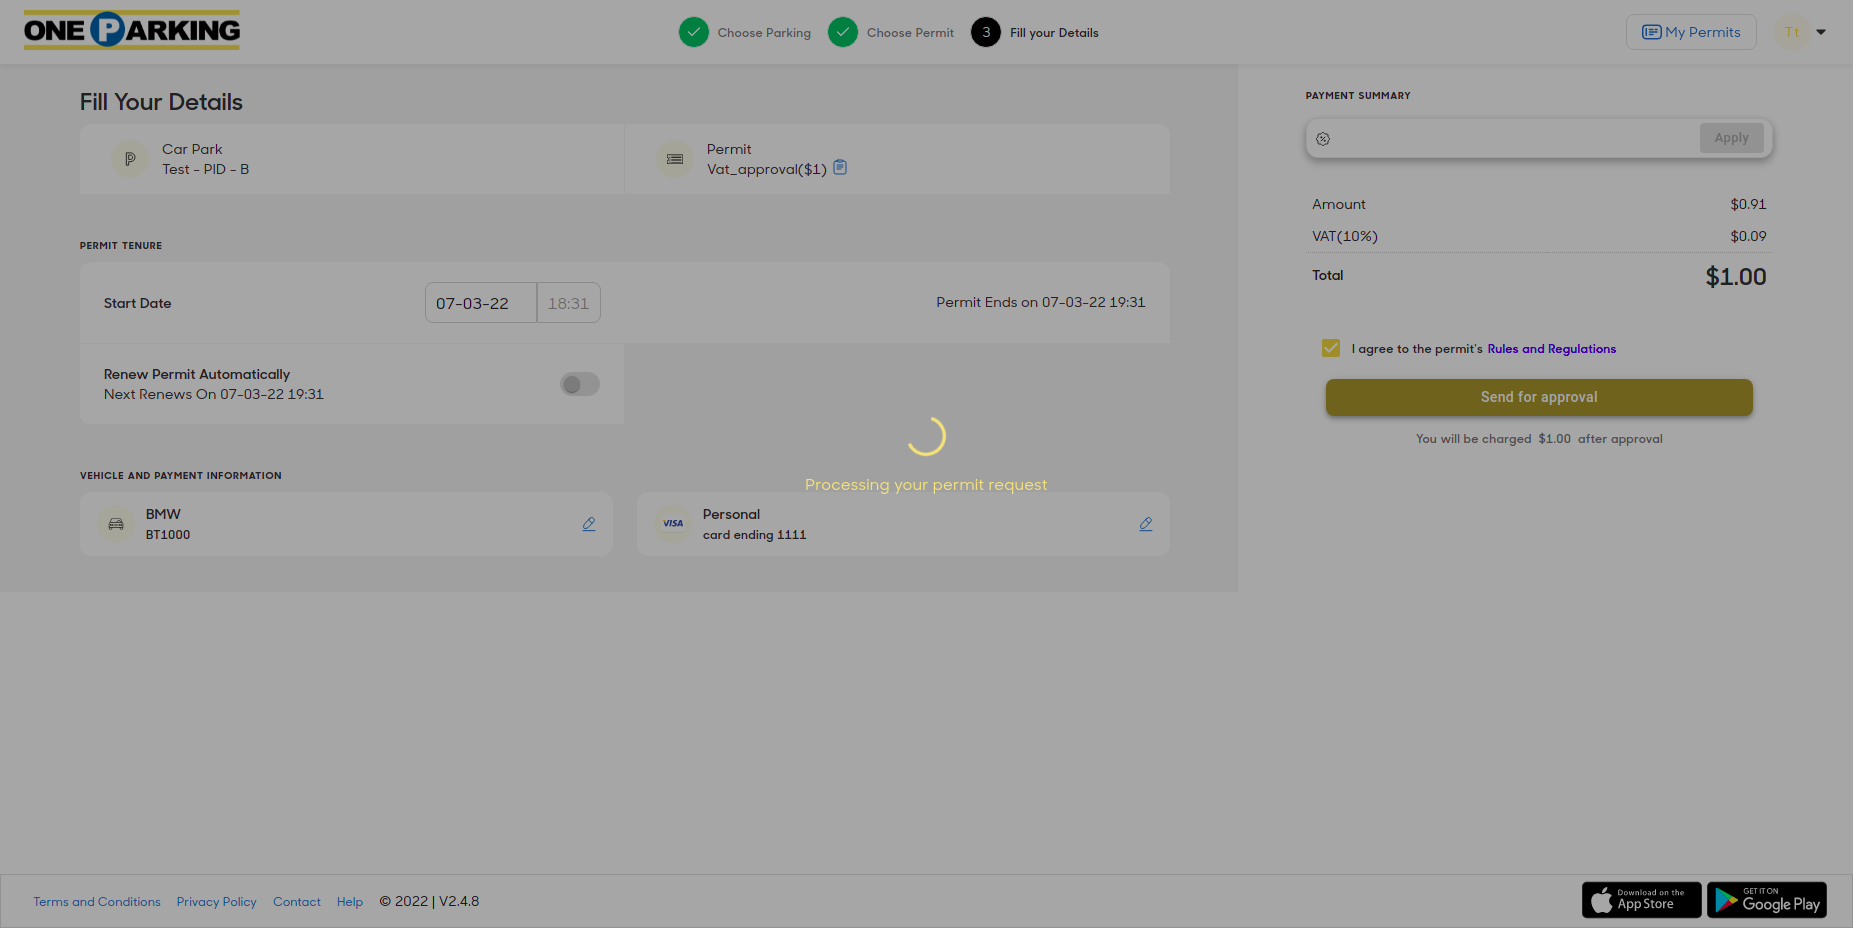 ONE PARKING
Choose Parking
Choose Permit
3 Fill your Details
My Permits
Tt
Fill Your Details
P
Car Park
Test - PID - B
Permit
Vat_approval($1)
PERMIT TENURE
Start Date
07-03-22 18:31
Permit Ends on 07-03-22 19:31
Renew Permit Automatically
Next Renews On 07-03-22 19:31
Processing your permit request
VEHICLE AND PAYMENT INFORMATION
BMW
BT1000
VISA
Personal
card ending 1111
PAYMENT SUMMARY
Apply
Amount $0.91
VAT(10%) $0.09
Total $1.00
I agree to the permit's Rules and Regulations
Send for approval
You will be charged $1.00 after approval
Terms and Conditions Privacy Policy Contact Help © 2022 | V2.4.8
Download on the
App Store
GET IT ON
Google Play